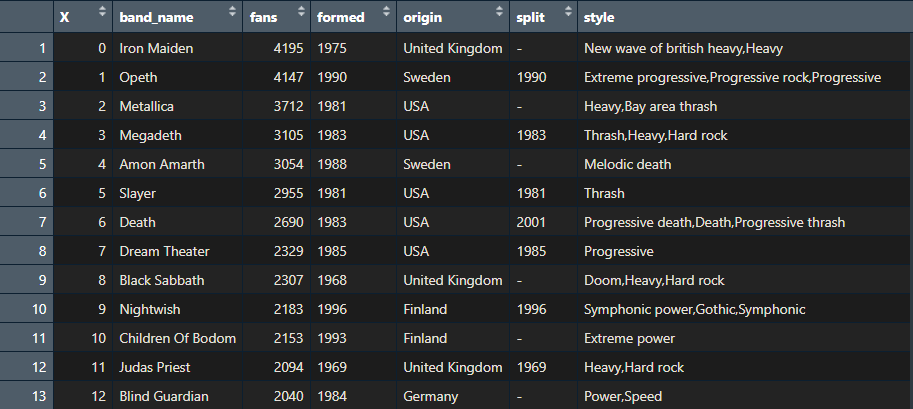 X band_name fans formed origin split style
1 0 Iron Maiden 4195 1975 United Kingdom - New wave of british heavy,Heavy
2 1 Opeth 4147 1990 Sweden 1990 Extreme progressive,Progressive rock,Progressive
3 2 Metallica 3712 1981 USA - Heavy,Bay area thrash
4 3 Megadeth 3105 1983 USA 1983 Thrash,Heavy,Hard rock
5 4 Amon Amarth 3054 1988 Sweden - Melodic death
6 5 Slayer 2955 1981 USA 1981 Thrash
7 6 Death 2690 1983 USA 2001 Progressive death,Death,Progressive thrash
8 7 Dream Theater 2329 1985 USA 1985 Progressive
9 8 Black Sabbath 2307 1968 United Kingdom - Doom,Heavy,Hard rock
10 9 Nightwish 2183 1996 Finland 1996 Symphonic power,Gothic,Symphonic
11 10 Children Of Bodom 2153 1993 Finland - Extreme power
12 11 Judas Priest 2094 1969 United Kingdom 1969 Heavy,Hard rock
13 12 Blind Guardian 2040 1984 Germany - Power,Speed